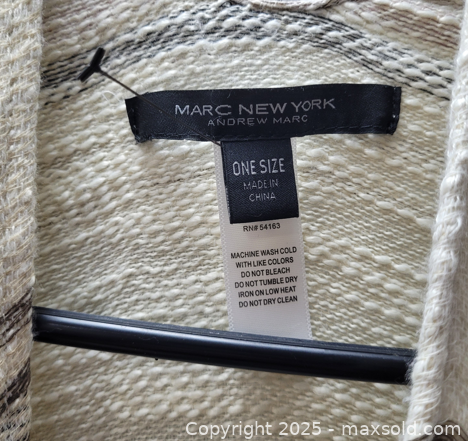 MARC NEW YORK
ANDREW MARC
ONE SIZE
MADE IN
CHINA
RN# 54163
MACHINE WASH COLD
WITH LIKE COLORS
DO NOT BLEACH
DO NOT TUMBLE DRY
IRON ON LOW HEAT
DO NOT DRY CLEAN
Copyright 2025 - maxsold.com